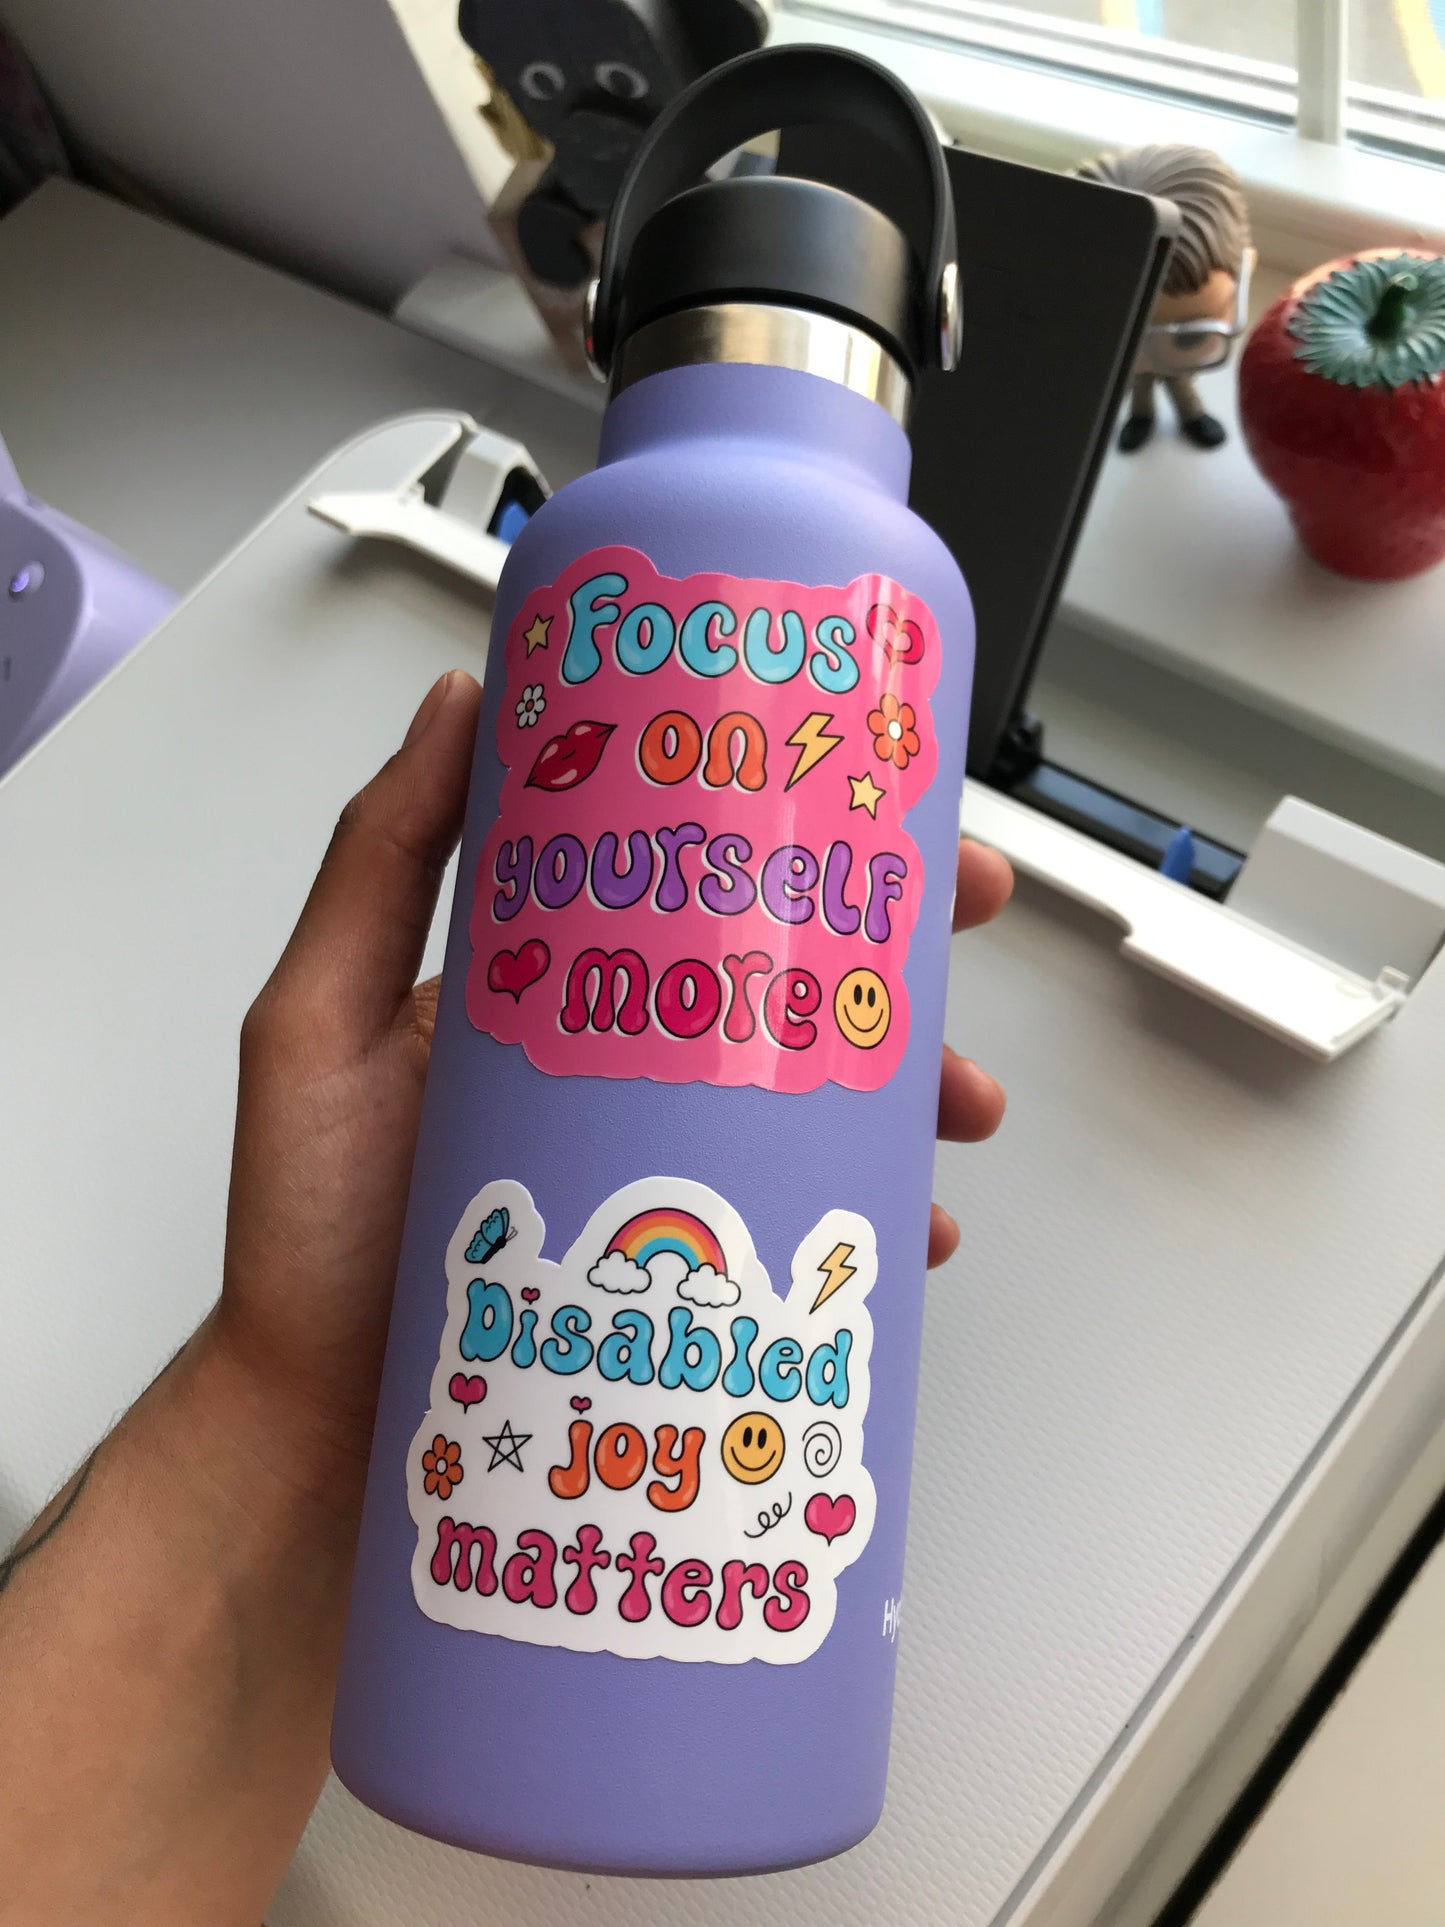 Focus
on
yourself
more
Disabled
joy
matters